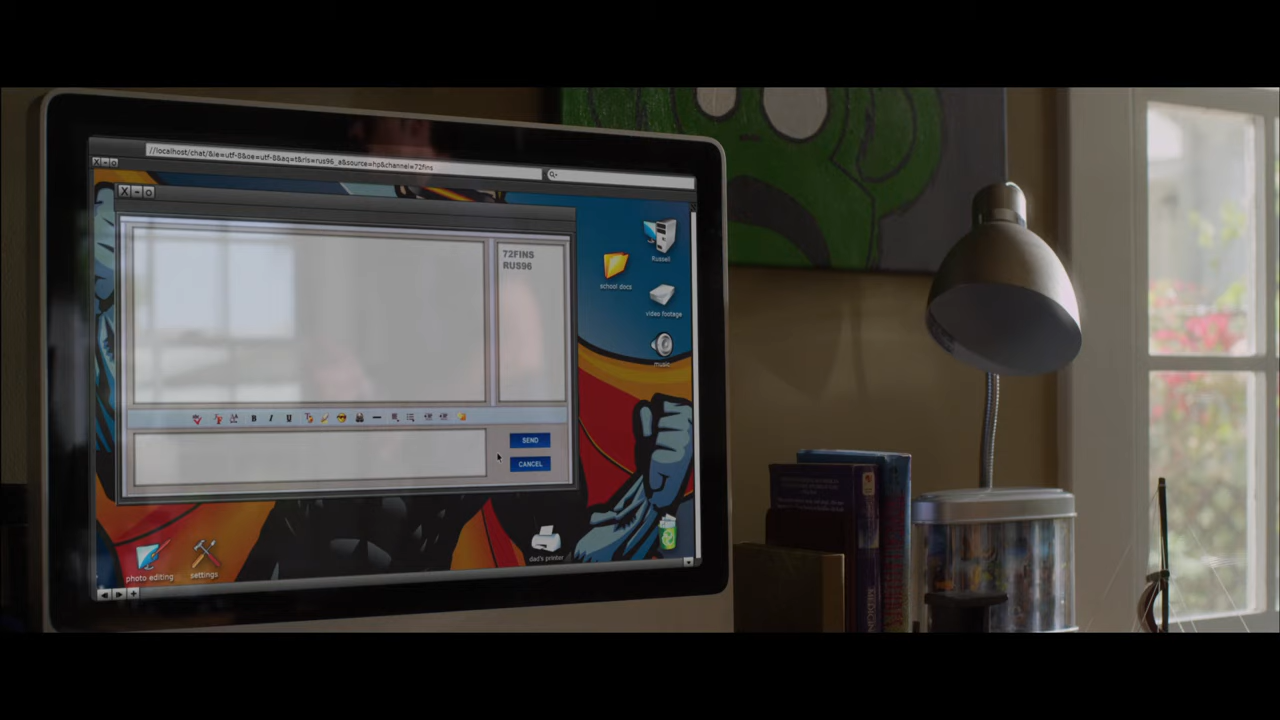 //localhost/chat/&ie=utf-8&oe=utf-8&aq=t&rls=rus96_a&source=hp&channel=72fins
72FINS
RUS96
Russell
school docs
video footage
music
B I U
SEND
CANCEL
dad's printer
photo editing
settings
MEDICINE